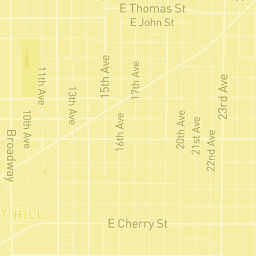 E Thomas St
E John St
11th Ave
10th Ave
Broadway
13th Ave
15th Ave
16th Ave
17th Ave
20th Ave
21st Ave
22nd Ave
23rd Ave
T HILL
E Cherry St